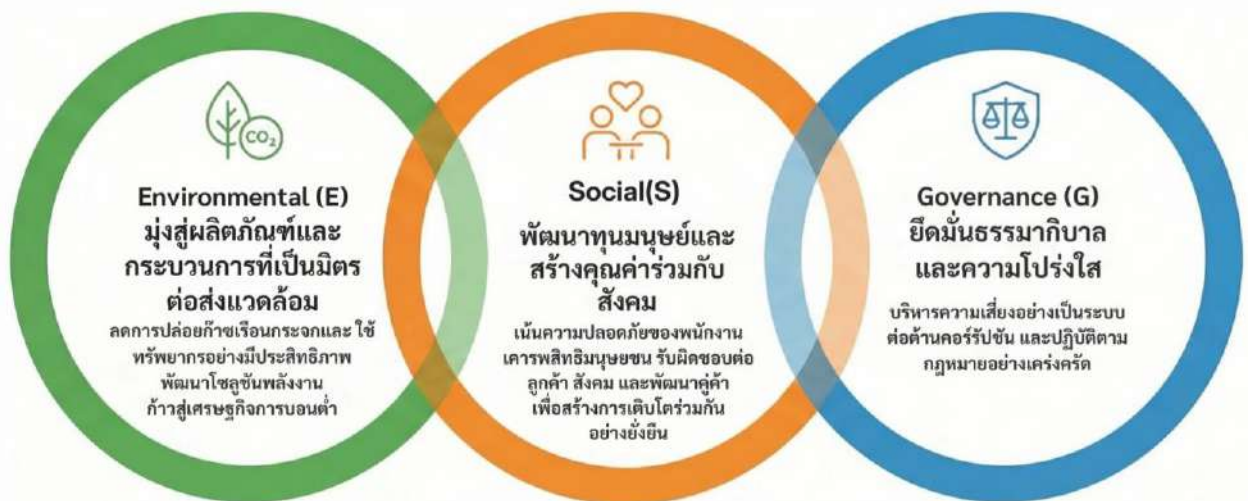 CO₂
Environmental (E)
มุ่งสู่ผลิตภัณฑ์และ
กระบวนการที่เป็นมิตร
ต่อส่งแวดล้อม
ลดการปล่อยก๊าซเรือนกระจกและ ใช้
ทรัพยากรอย่างมีประสิทธิภาพ
พัฒนาโซลูชันพลังงาน
ก้าวสู่เศรษฐกิจการบอนต่ำ
Social(S)
พัฒนาทุนมนุษย์และ
สร้างคุณค่าร่วมกับ
สังคม
เน้นความปลอดภัยของพนักงาน
เคารพสิทธิมนุษยชน รับผิดชอบต่อ
ลูกค้า สังคม และพัฒนาคู่ค้า
เพื่อสร้างการเติบโตร่วมกัน
อย่างยั่งยืน
Governance (G)
ยึดมั่นธรรมาภิบาล
และความโปร่งใส
บริหารความเสี่ยงอย่างเป็นระบบ
ต่อต้านคอร์รัปชัน และปฏิบัติตาม
กฎหมายอย่างเคร่งครัด